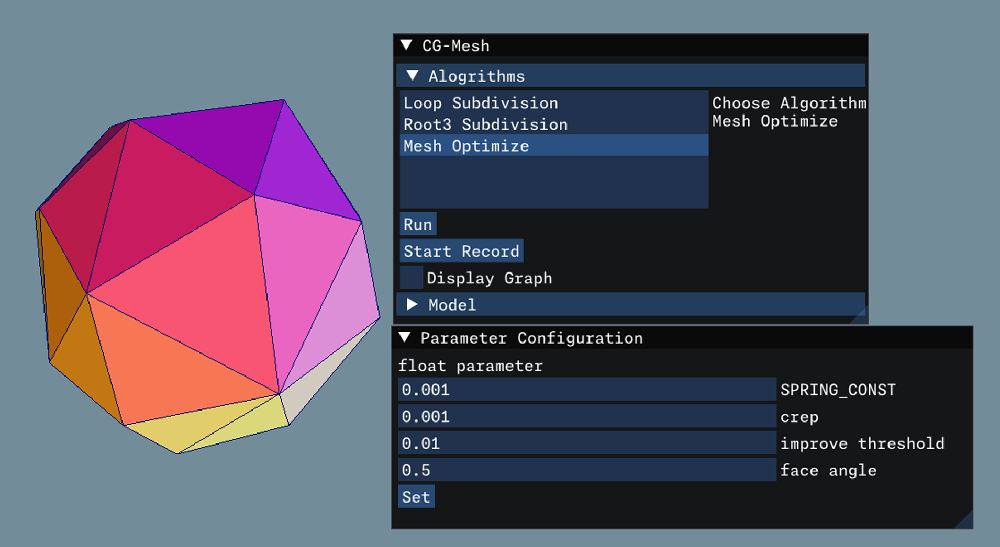 CG-Mesh
Alogrithms
Loop Subdivision
Root3 Subdivision
Mesh Optimize
Choose Algorithm
Mesh Optimize
Run
Start Record
Display Graph
Model
Parameter Configuration
float parameter
0.001 SPRING_CONST
0.001 crep
0.01 improve threshold
0.5 face angle
Set